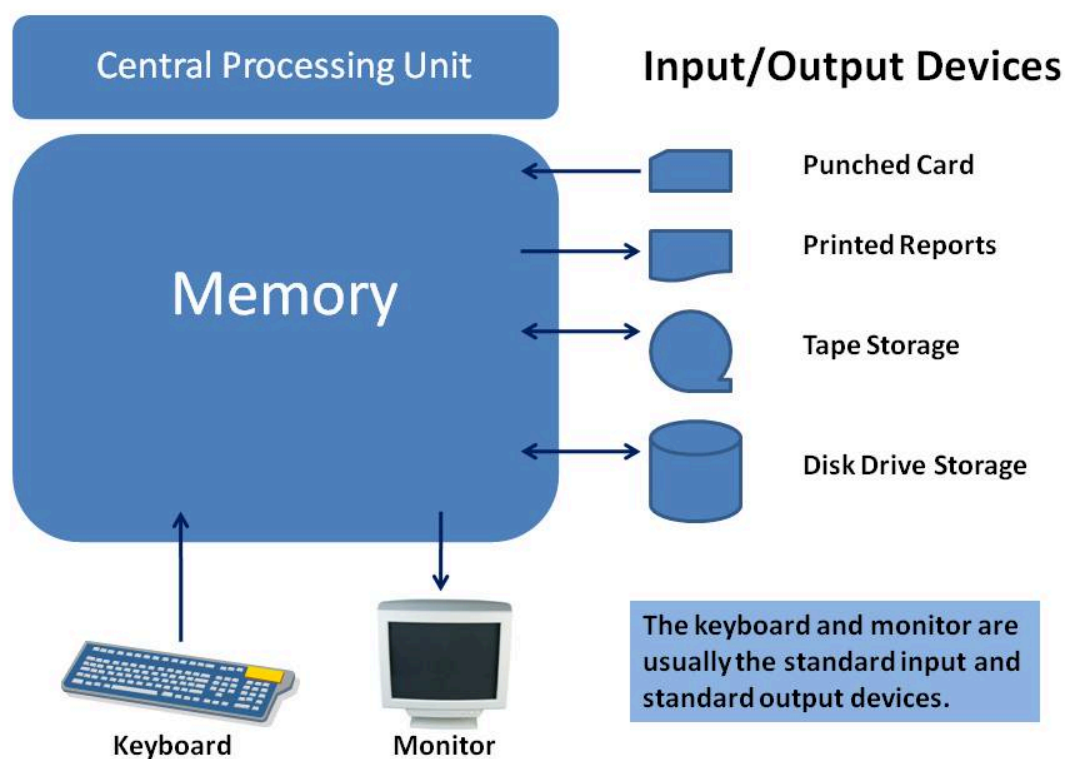 Central Processing Unit
Input/Output Devices
Memory
Punched Card
Printed Reports
Tape Storage
Disk Drive Storage
Keyboard
Monitor
The keyboard and monitor are
usually the standard input and
standard output devices.